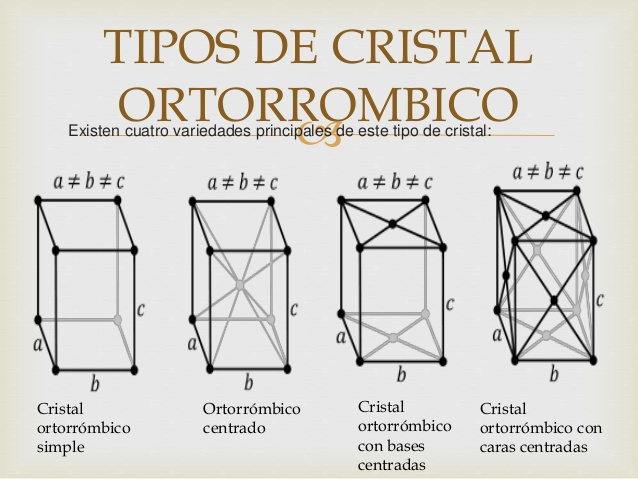 TIPOS DE CRISTAL
ORTORROMBICO
Existen cuatro variedades principales de este tipo de cristal:
a ≠ b ≠ c
a
b
c
Cristal
ortorrómbico
simple
a ≠ b ≠ c
a
b
c
Ortorrómbico
centrado
a ≠ b ≠ c
a
b
c
Cristal
ortorrómbico
con bases
centradas
a ≠ b ≠ c
a
b
c
Cristal
ortorrómbico con
caras centradas